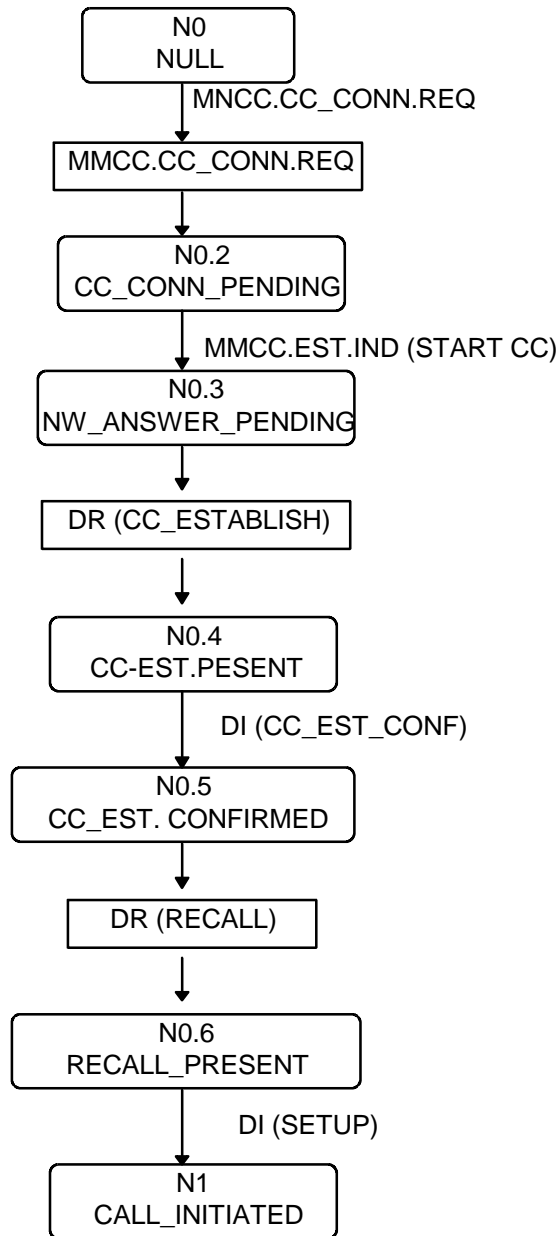 N0
NULL
MNCC.CC_CONN.REQ
MMCC.CC_CONN.REQ
N0.2
CC_CONN_PENDING
MMCC.EST.IND (START CC)
N0.3
NW_ANSWER_PENDING
DR (CC_ESTABLISH)
N0.4
CC-EST.PESENT
DI (CC_EST_CONF)
N0.5
CC_EST. CONFIRMED
DR (RECALL)
N0.6
RECALL_PRESENT
DI (SETUP)
N1
CALL_INITIATED